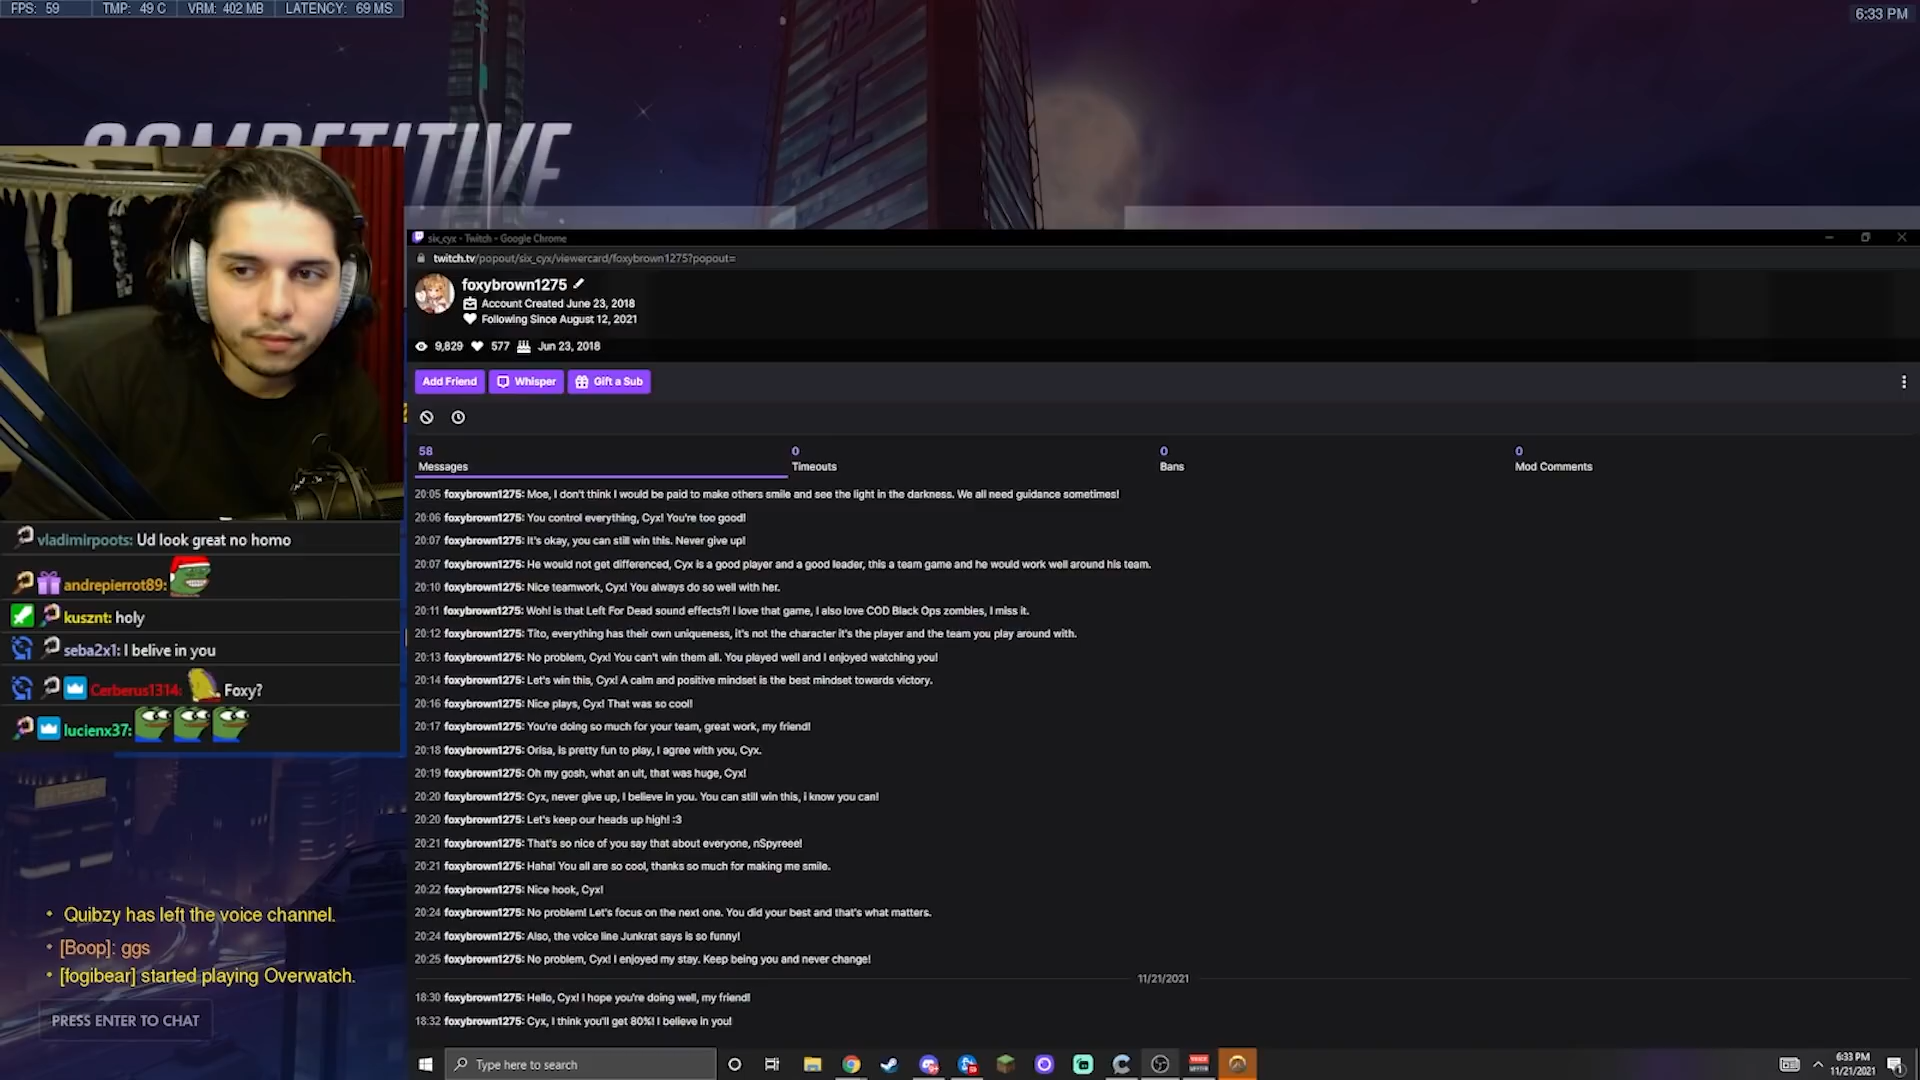 FPS: 59 TMP: 49 C VRM: 402 MB LATENCY: 69 MS
6:33 PM
COMPETITIVE
six_cyx - Twitch - Google Chrome
twitch.tv/popout/six_cyx/viewercard/foxybrown1275?popout=
foxybrown1275
Account Created June 23, 2018
Following Since August 12, 2021
9,829 577 Jun 23, 2018
Add Friend Whisper Gift a Sub
58 0 0 0
Messages Timeouts Bans Mod Comments
20:05 foxybrown1275: Moe, I don't think I would be paid to make others smile and see the light in the darkness. We all need guidance sometimes!
20:06 foxybrown1275: You control everything, Cyx! You're too good!
20:07 foxybrown1275: It's okay, you can still win this. Never give up!
20:07 foxybrown1275: He would not get differenced, Cyx is a good player and a good leader, this a team game and he would work well around his team.
20:10 foxybrown1275: Nice teamwork, Cyx! You always do so well with her.
20:11 foxybrown1275: Woh! is that Left For Dead sound effects?! I love that game, I also love COD Black Ops zombies, I miss it.
20:12 foxybrown1275: Tito, everything has their own uniqueness, it's not the character it's the player and the team you play around with.
20:13 foxybrown1275: No problem, Cyx! You can't win them all. You played well and I enjoyed watching you!
20:14 foxybrown1275: Let's win this, Cyx! A calm and positive mindset is the best mindset towards victory.
20:16 foxybrown1275: Nice plays, Cyx! That was so cool!
20:17 foxybrown1275: You're doing so much for your team, great work, my friend!
20:18 foxybrown1275: Orisa, is pretty fun to play, I agree with you, Cyx.
20:19 foxybrown1275: Oh my gosh, what an ult, that was huge, Cyx!
20:20 foxybrown1275: Cyx, never give up, I believe in you. You can still win this, i know you can!
20:20 foxybrown1275: Let's keep our heads up high! :3
20:21 foxybrown1275: That's so nice of you say that about everyone, nSpyreee!
20:21 foxybrown1275: Haha! You all are so cool, thanks so much for making me smile.
20:22 foxybrown1275: Nice hook, Cyx!
20:24 foxybrown1275: No problem! Let's focus on the next one. You did your best and that's what matters.
20:24 foxybrown1275: Also, the voice line Junkrat says is so funny!
20:25 foxybrown1275: No problem, Cyx! I enjoyed my stay. Keep being you and never change!
11/21/2021
18:30 foxybrown1275: Hello, Cyx! I hope you're doing well, my friend!
18:32 foxybrown1275: Cyx, I think you'll get 80%! I believe in you!
vladimirpoots: Ud look great no homo
andrepierrot89:
kusznt: holy
seba2x1: I belive in you
Cerberus1314: Foxy?
lucienx37:
• Quibzy has left the voice channel.
• [Boop]: ggs
• [fogibear] started playing Overwatch.
PRESS ENTER TO CHAT
Type here to search
6:33 PM
11/21/2021